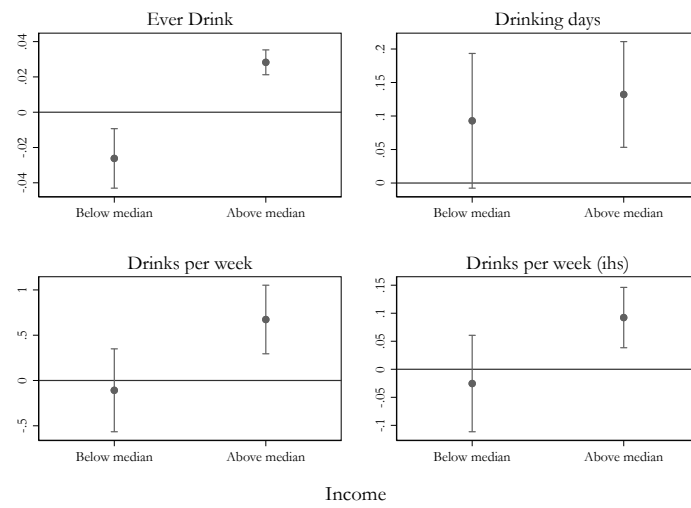 Ever Drink
.04
.02
0
-.02
-.04
Below median
Above median
Drinking days
.2
.15
.1
.05
0
Below median
Above median
Drinks per week
1
.5
0
-.5
Below median
Above median
Drinks per week (ihs)
.15
.1
.05
0
-.05
-.1
Below median
Above median
Income